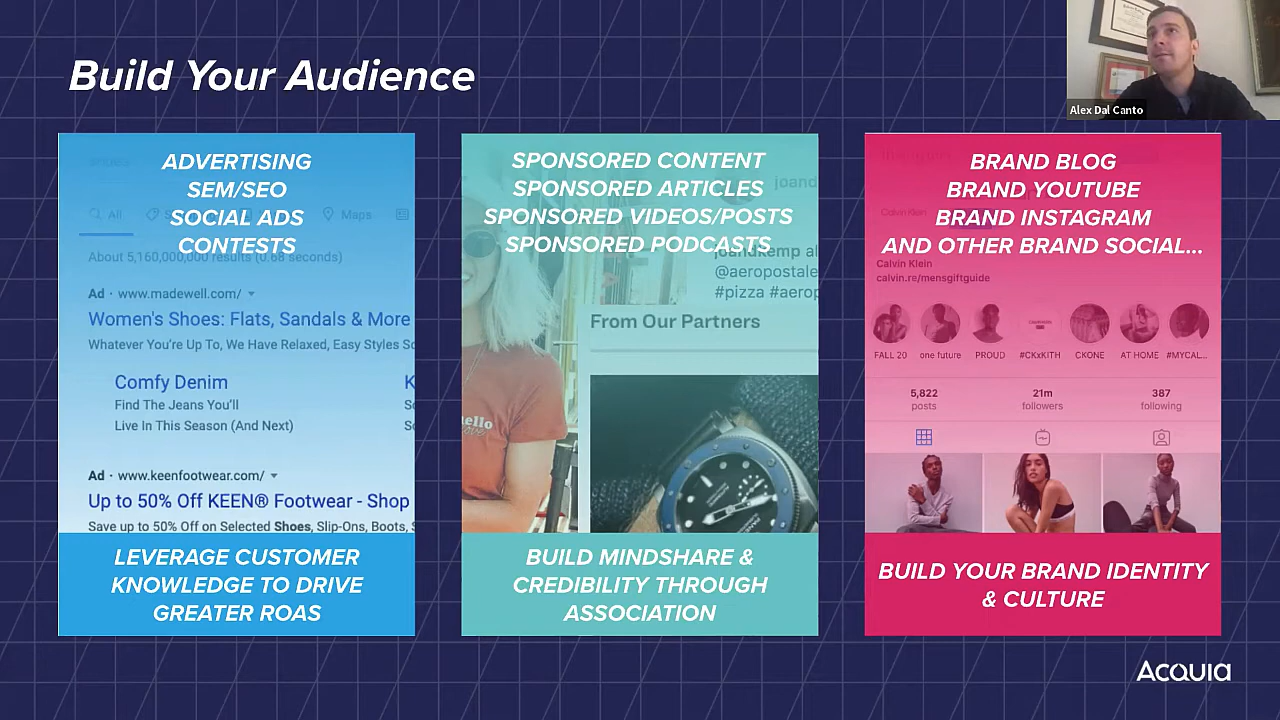 Build Your Audience
Alex Dal Canto
ADVERTISING
SEM/SEO
SOCIAL ADS
CONTESTS
All
Maps
About 5,160,000,000 results (0.68 seconds)
Ad · www.madewell.com/
Women's Shoes: Flats, Sandals & More
Whatever You're Up To, We Have Relaxed, Easy Styles
Comfy Denim
Find The Jeans You'll
Live In This Season (And Next)
Ad · www.keenfootwear.com/
Up to 50% Off KEEN® Footwear - Shop
Save up to 50% Off on Selected Shoes, Slip-Ons, Boots,
LEVERAGE CUSTOMER
KNOWLEDGE TO DRIVE
GREATER ROAS
SPONSORED CONTENT
SPONSORED ARTICLES
SPONSORED VIDEOS/POSTS
SPONSORED PODCASTS
joandkemp
@aeropostale
#pizza #aerop
From Our Partners
BUILD MINDSHARE &
CREDIBILITY THROUGH
ASSOCIATION
BRAND BLOG
BRAND YOUTUBE
BRAND INSTAGRAM
AND OTHER BRAND SOCIAL...
Calvin Klein
Calvin Klein
calvin.re/mensgiftguide
FALL 20 one future PROUD #CKxKITH CKONE AT HOME #MYCAL...
5,822 21m 387
posts followers following
BUILD YOUR BRAND IDENTITY
& CULTURE
Acquia